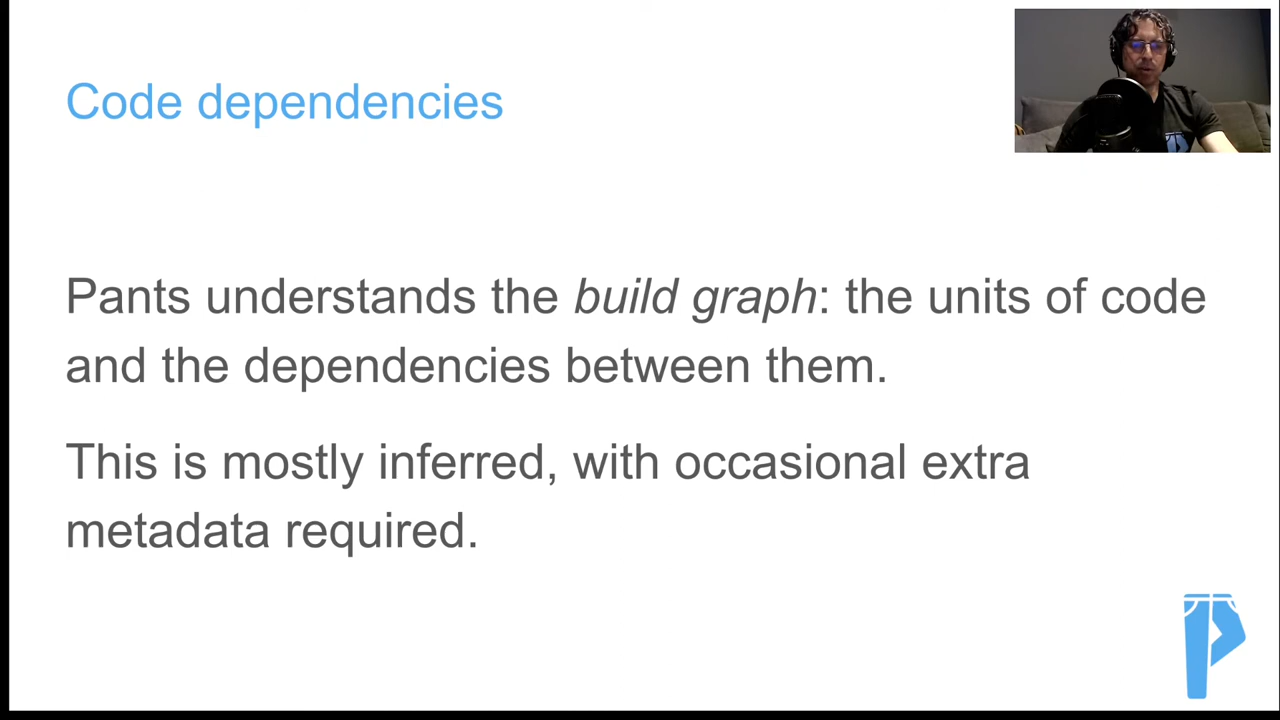 Code dependencies
Pants understands the build graph: the units of code
and the dependencies between them.
This is mostly inferred, with occasional extra
metadata required.